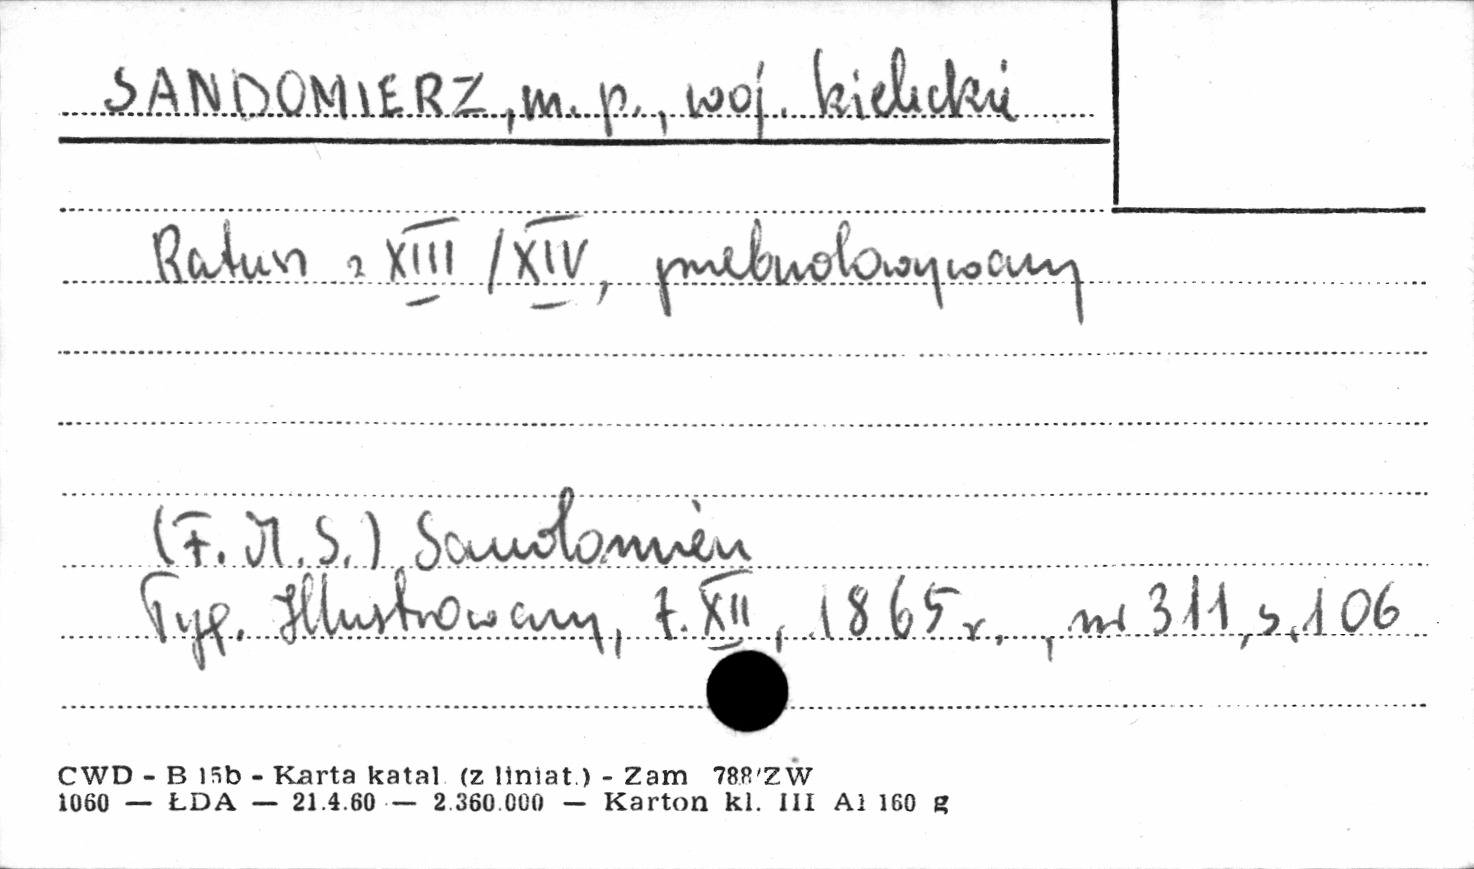 SANDOMIERZ, m. p., woj. kieleckie
Ratusz z XIII/XIV, przebudowywany
(F. M. S.) Sandomierz
Tyg. Illustrowany, t. XII, 1865 r., nr 311, s. 106
CWD - B 15b - Karta katal. (z liniat.) - Zam 788/ZW
1060 — ŁDA — 21.4.60 — 2.360.000 — Karton kl. III A1 160 g